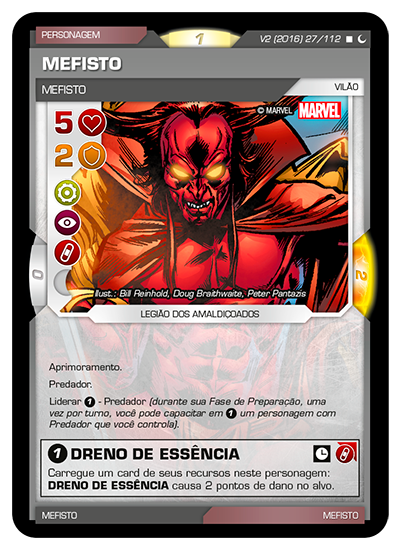 PERSONAGEM
1
V2 (2016) 27/112
MEFISTO
MEFISTO
VILÃO
© MARVEL
MARVEL
5
2
0
2
Illust.: Bill Reinhold, Doug Braithwaite, Peter Pantazis
LEGIÃO DOS AMALDIÇOADOS
Aprimoramento.
Predador.
Liderar 1 - Predador (durante sua Fase de Preparação, uma
vez por turno, você pode capacitar em 1 um personagem com
Predador que você controla).
1 DRENO DE ESSÊNCIA
Carregue um card de seus recursos neste personagem:
DRENO DE ESSÊNCIA causa 2 pontos de dano no alvo.
MEFISTO
MEFISTO